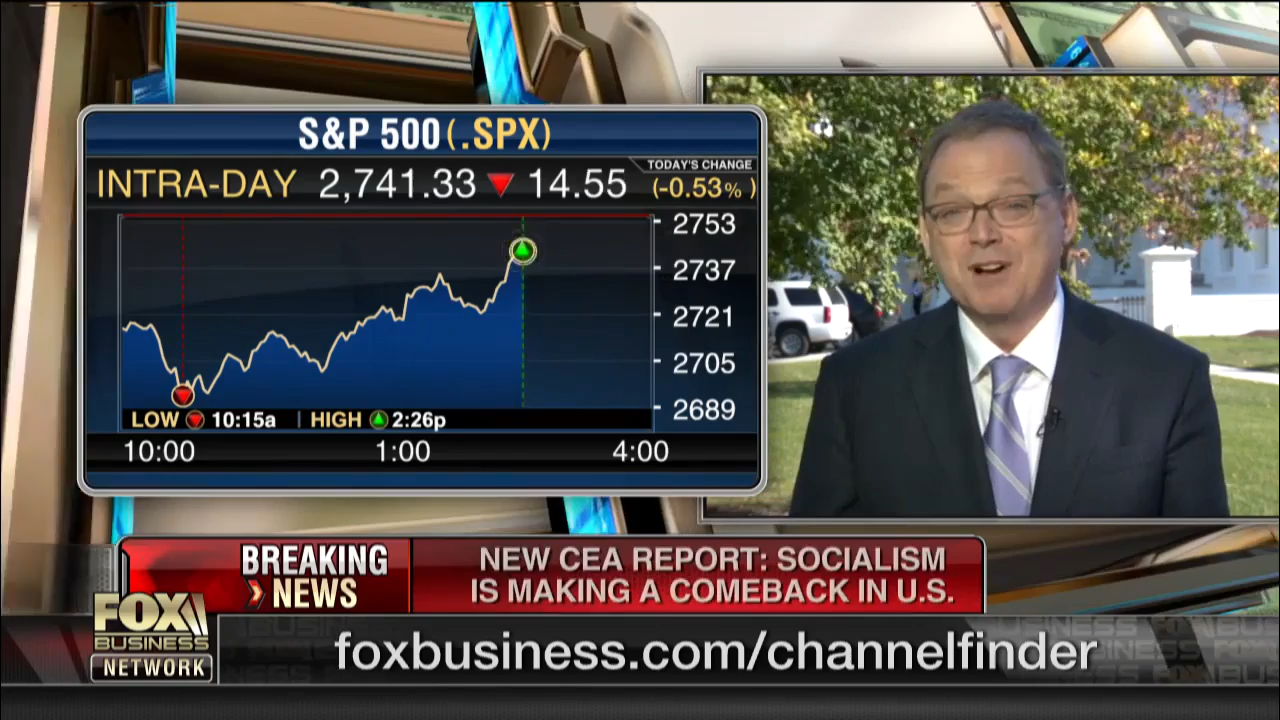 S&P 500 (.SPX)
TODAY'S CHANGE
INTRA-DAY 2,741.33 ▼ 14.55 (-0.53%)
2753
2737
2721
2705
2689
LOW 10:15a | HIGH 2:26p
10:00 1:00 4:00
BREAKING
NEWS
NEW CEA REPORT: SOCIALISM
IS MAKING A COMEBACK IN U.S.
FOX
BUSINESS
NETWORK
foxbusiness.com/channelfinder